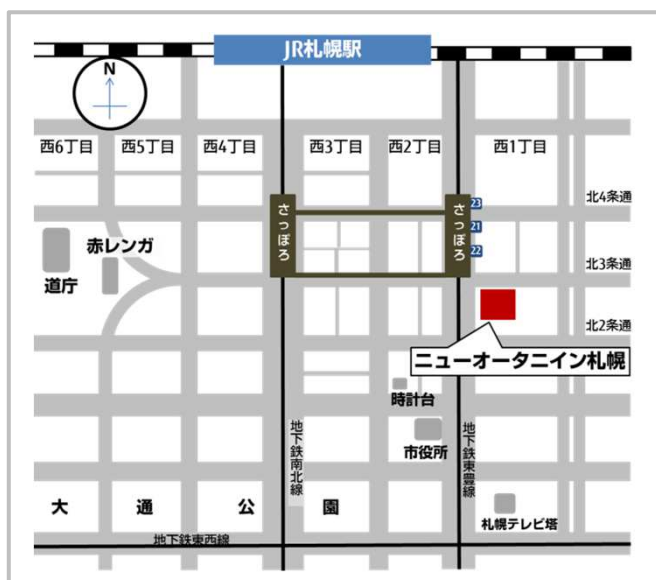 JR札幌駅
N
西6丁目
西5丁目
西4丁目
西3丁目
西2丁目
西1丁目
北4条通
さっぽろ
さっぽろ
23
21
22
赤レンガ
道庁
北3条通
北2条通
ニューオータニイン札幌
時計台
市役所
地下鉄南北線
地下鉄東豊線
大通公園
札幌テレビ塔
地下鉄東西線